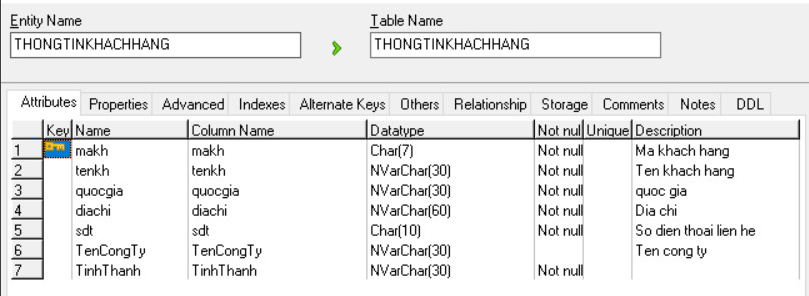 Entity Name Table Name
THONGTINKHACHHANG THONGTINKHACHHANG
Attributes Properties Advanced Indexes Alternate Keys Others Relationship Storage Comments Notes DDL
Key Name Column Name Datatype Not nul Unique Description
1 makh makh Char(7) Not null Ma khach hang
2 tenkh tenkh NVarChar(30) Not null Ten khach hang
3 quocgia quocgia NVarChar(30) Not null quoc gia
4 diachi diachi NVarChar(60) Not null Dia chi
5 sdt sdt Char(10) Not null So dien thoai lien he
6 TenCongTy TenCongTy NVarChar(30) Ten cong ty
7 TinhThanh TinhThanh NVarChar(30) Not null